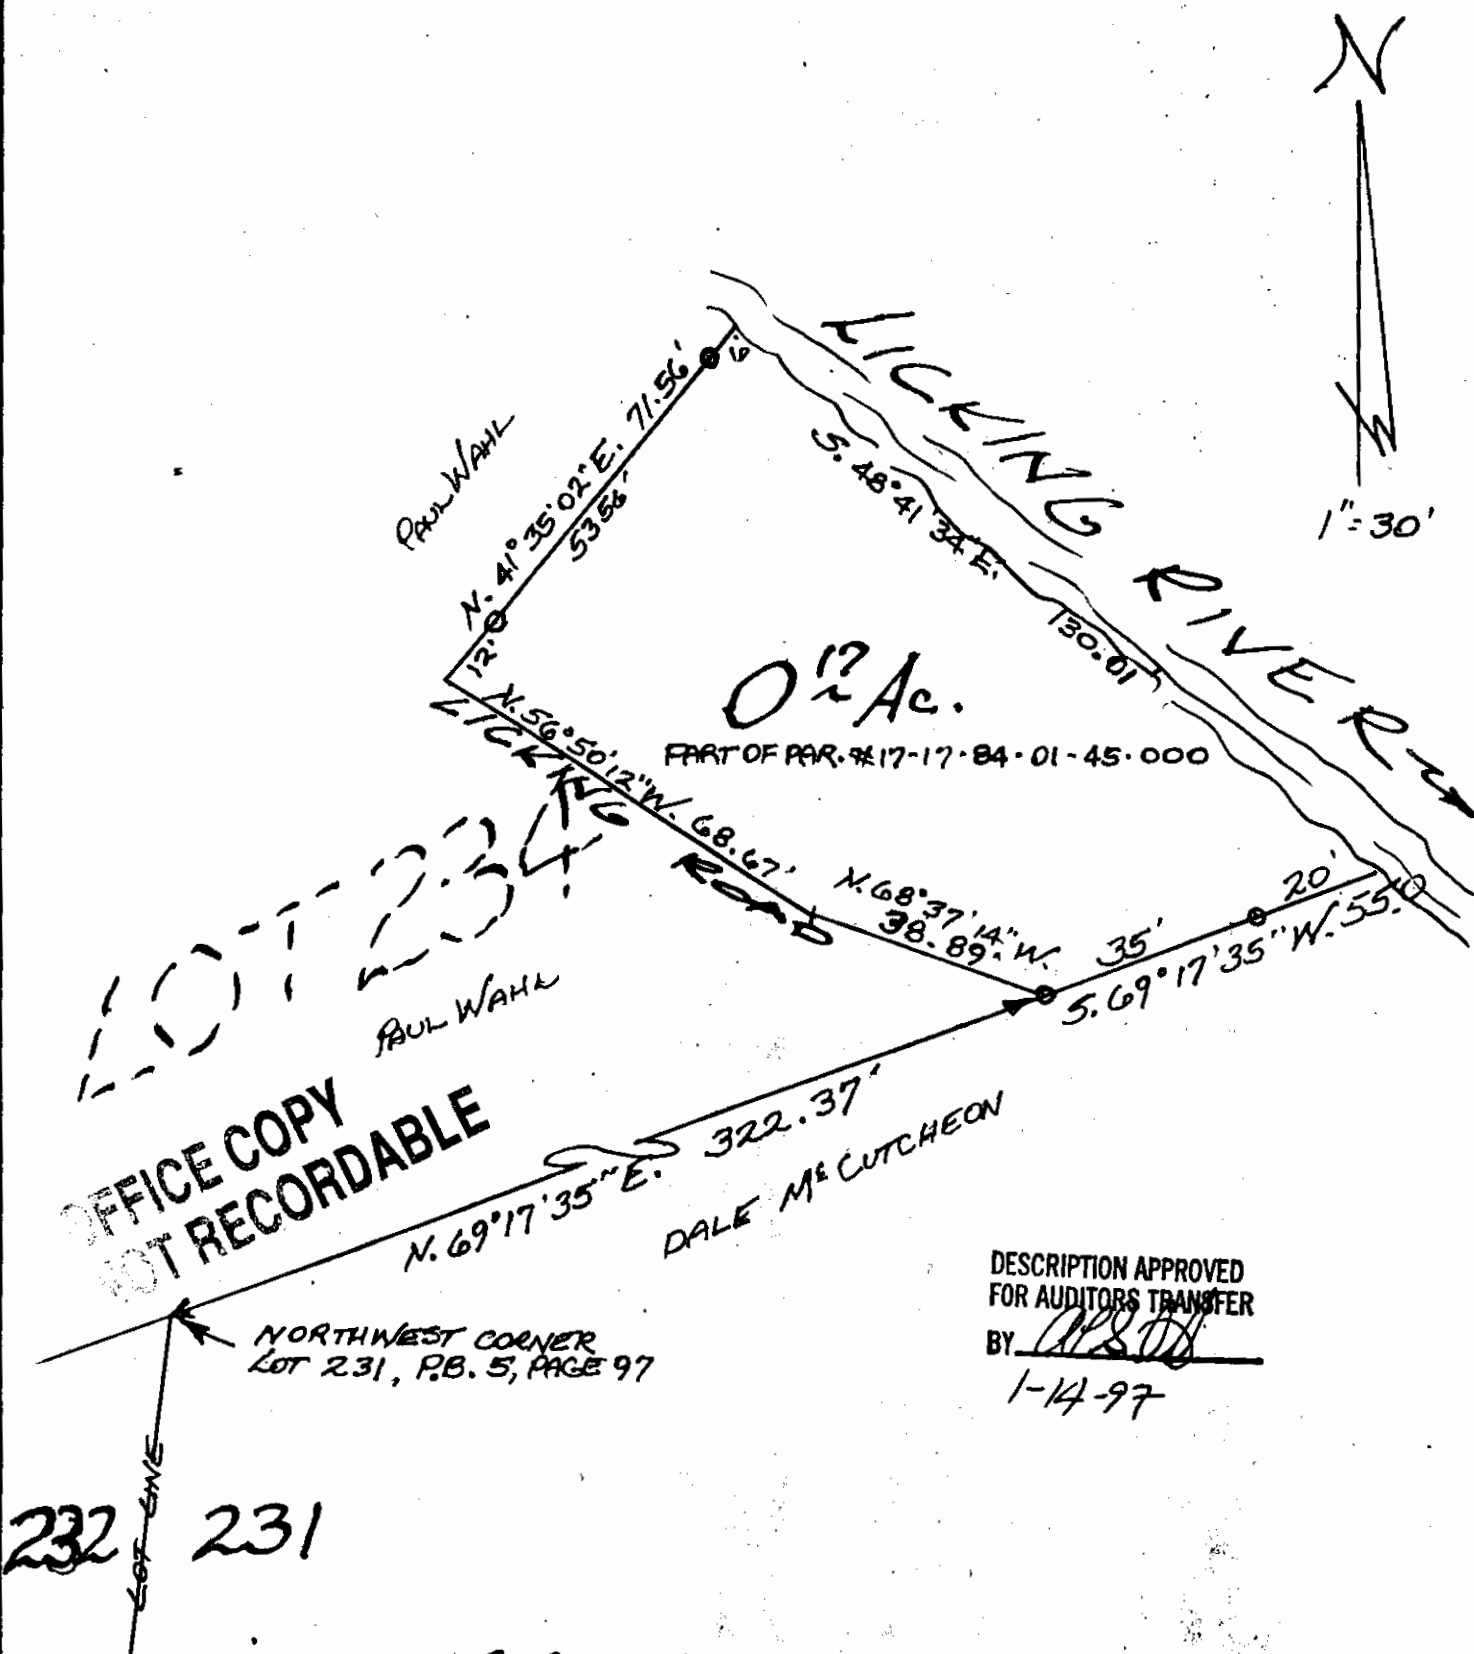 N
1"=30'
LICKING RIVER
PAUL WAHL
N. 41°35'02"E. 71.56'
53.56'
6'
12'
S. 48°41'34"E.
130.01
0.17 Ac.
PART OF PAR. #17-17-84-01-45.000
N. 56°50'12"W. 68.67'
LICKING ROAD
N. 68°37'14"W.
38.89'
20'
35'
S. 69°17'35"W. 55.0
LOT 234
PAUL WAHL
OFFICE COPY
NOT RECORDABLE
N. 69°17'35"E. 322.37'
DALE McCUTCHEON
NORTHWEST CORNER
LOT 231, P.B. 5, PAGE 97
DESCRIPTION APPROVED
FOR AUDITORS TRANSFER
BY
1-14-97
232
LOT LINE
231